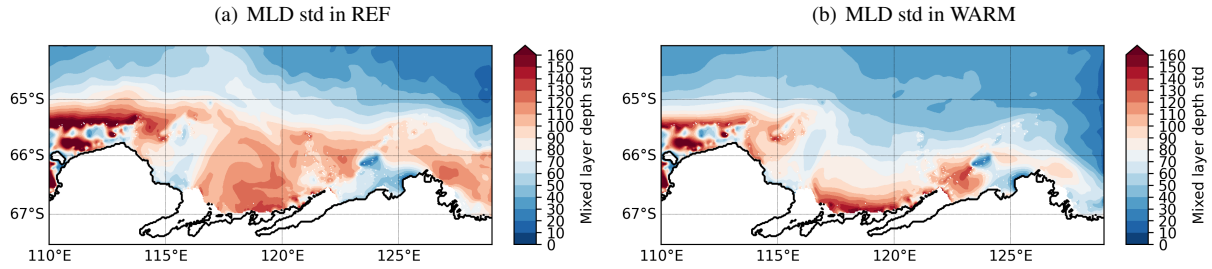 (a) MLD std in REF
65°S
66°S
67°S
110°E 115°E 120°E 125°E
160
150
140
130
120
110
100
90
80
70
60
50
40
30
20
10
0
Mixed layer depth std
(b) MLD std in WARM
65°S
66°S
67°S
110°E 115°E 120°E 125°E
160
150
140
130
120
110
100
90
80
70
60
50
40
30
20
10
0
Mixed layer depth std